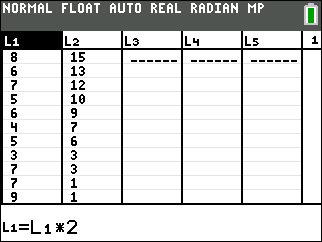 NORMAL FLOAT AUTO REAL RADIAN MP
L1 L2 L3 L4 L5 1
8 15 ------ ------ ------
6 13
7 12
5 10
6 9
4 7
5 6
3 3
7 3
7 1
9 1
L1=L1*2